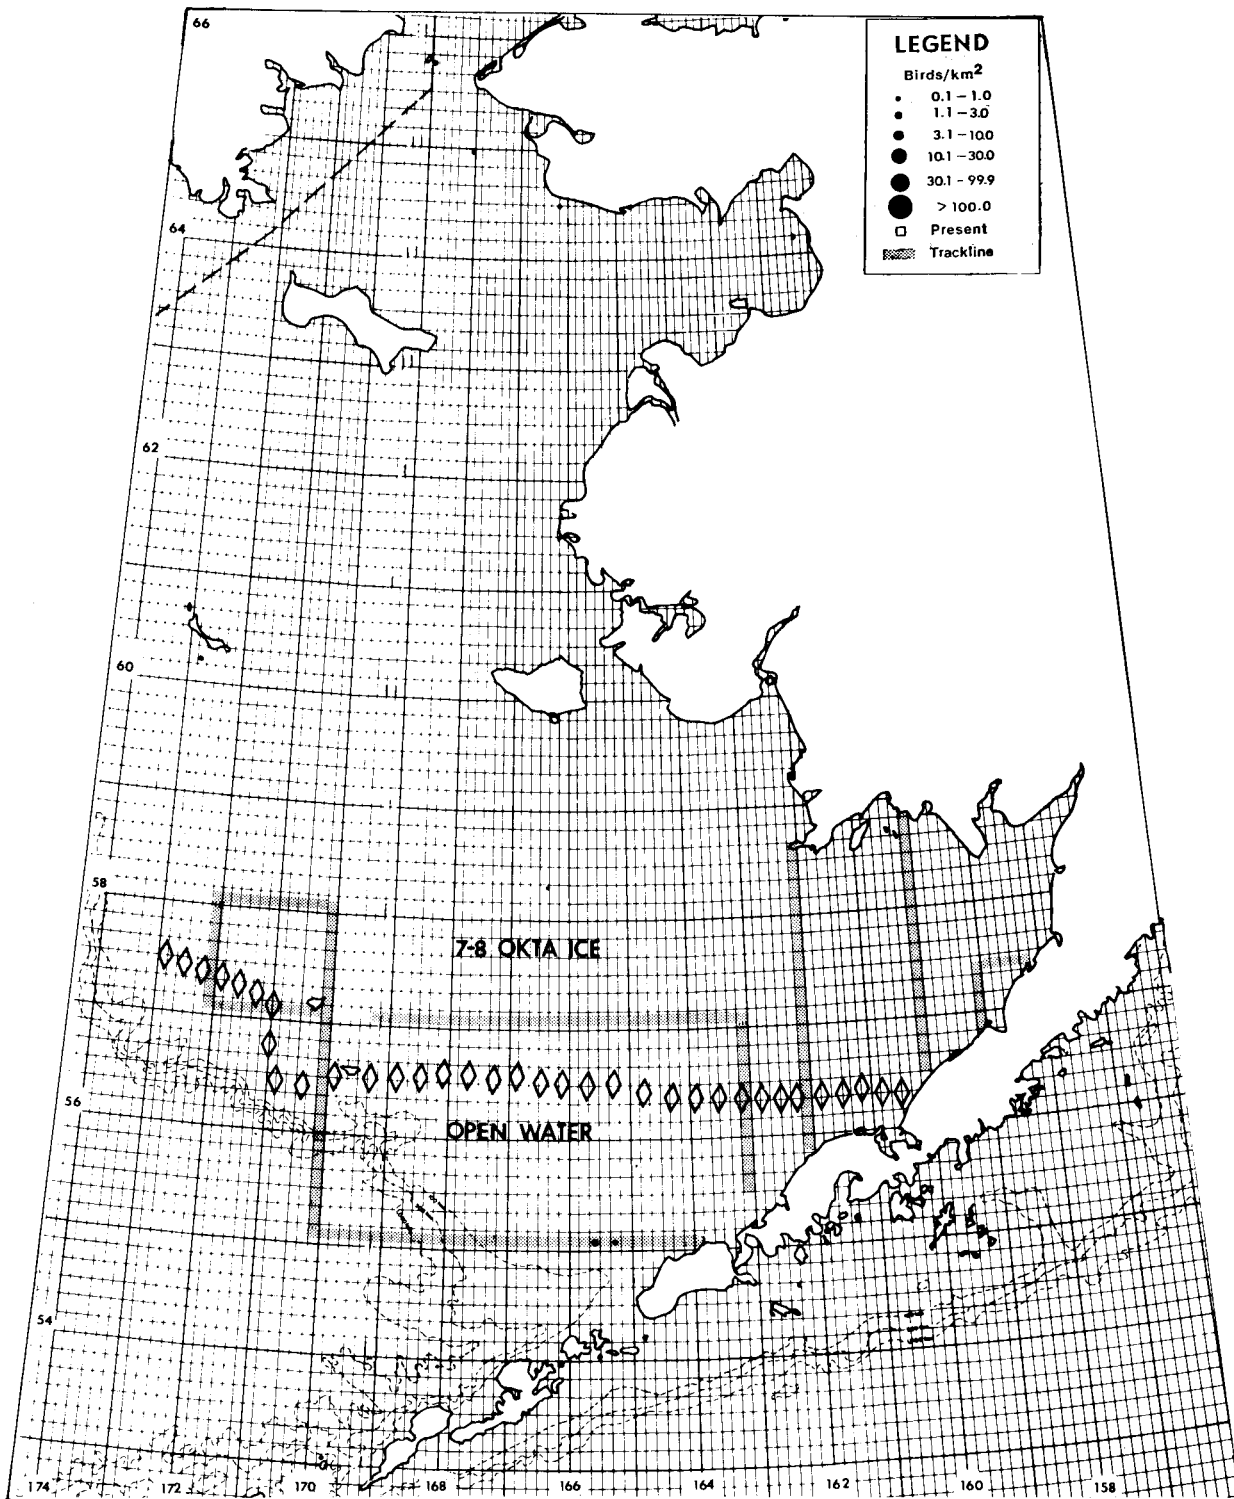 66
LEGEND
Birds/km²
0.1 – 1.0
1.1 – 3.0
3.1 – 10.0
10.1 – 30.0
30.1 – 99.9
> 100.0
Present
Trackline
64
62
60
58
7-8 OKTA ICE
56
OPEN WATER
54
174 172 170 168 166 164 162 160 158